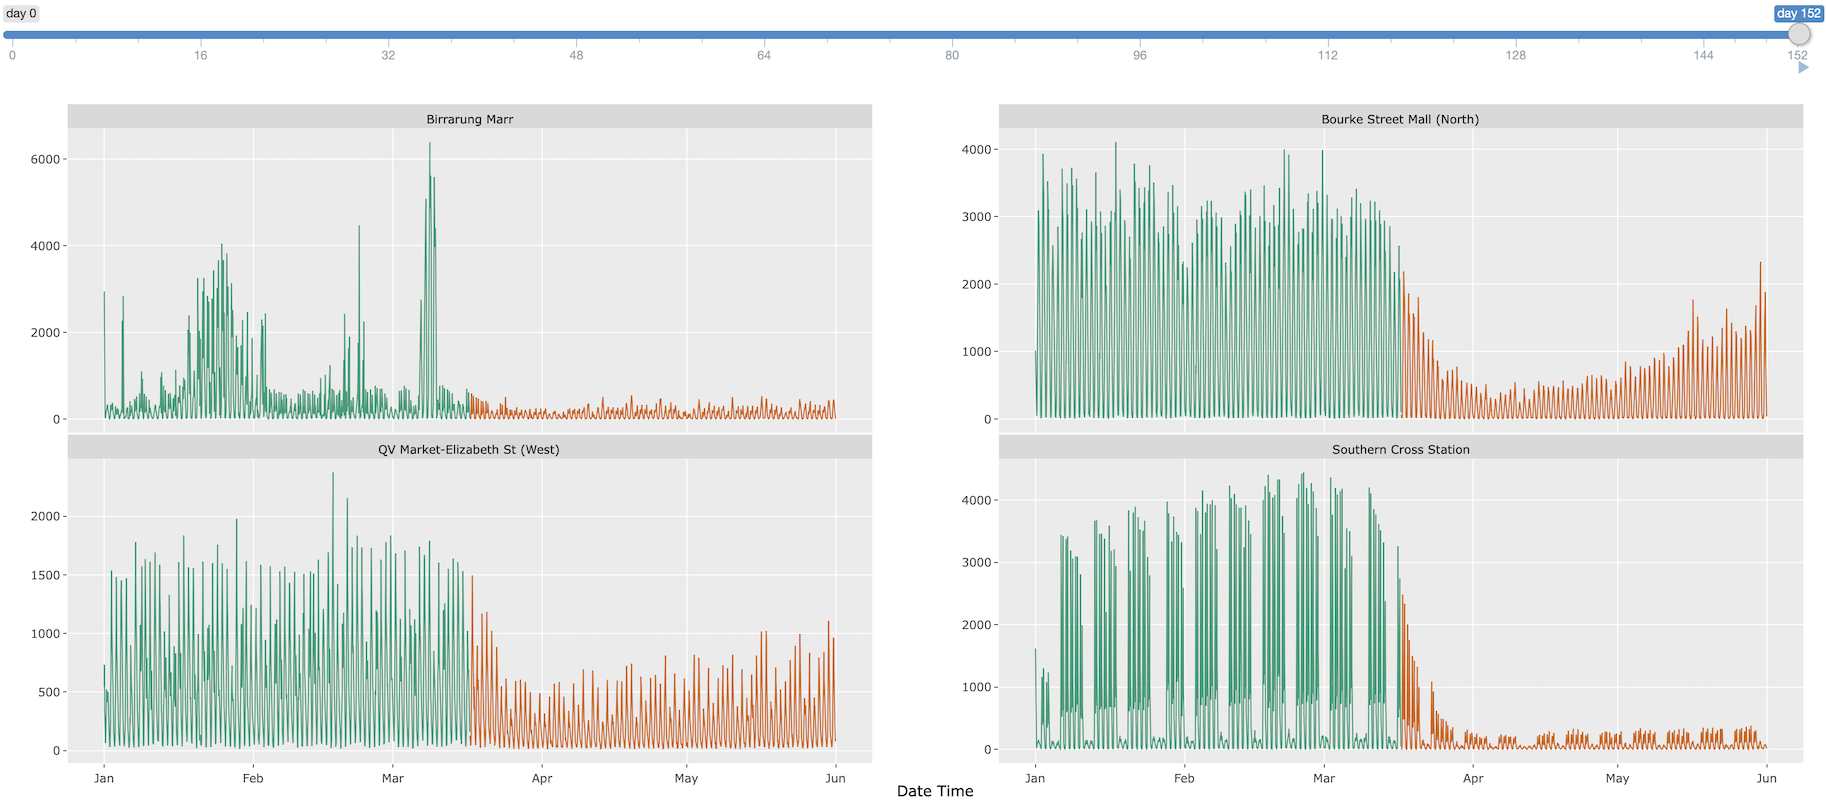 day 0
day 152
0 16 32 48 64 80 96 112 128 144 152
Birrarung Marr
6000
4000
2000
0
Bourke Street Mall (North)
4000
3000
2000
1000
0
QV Market-Elizabeth St (West)
2000
1500
1000
500
0
Jan Feb Mar Apr May Jun
Southern Cross Station
4000
3000
2000
1000
0
Jan Feb Mar Apr May Jun
Date Time